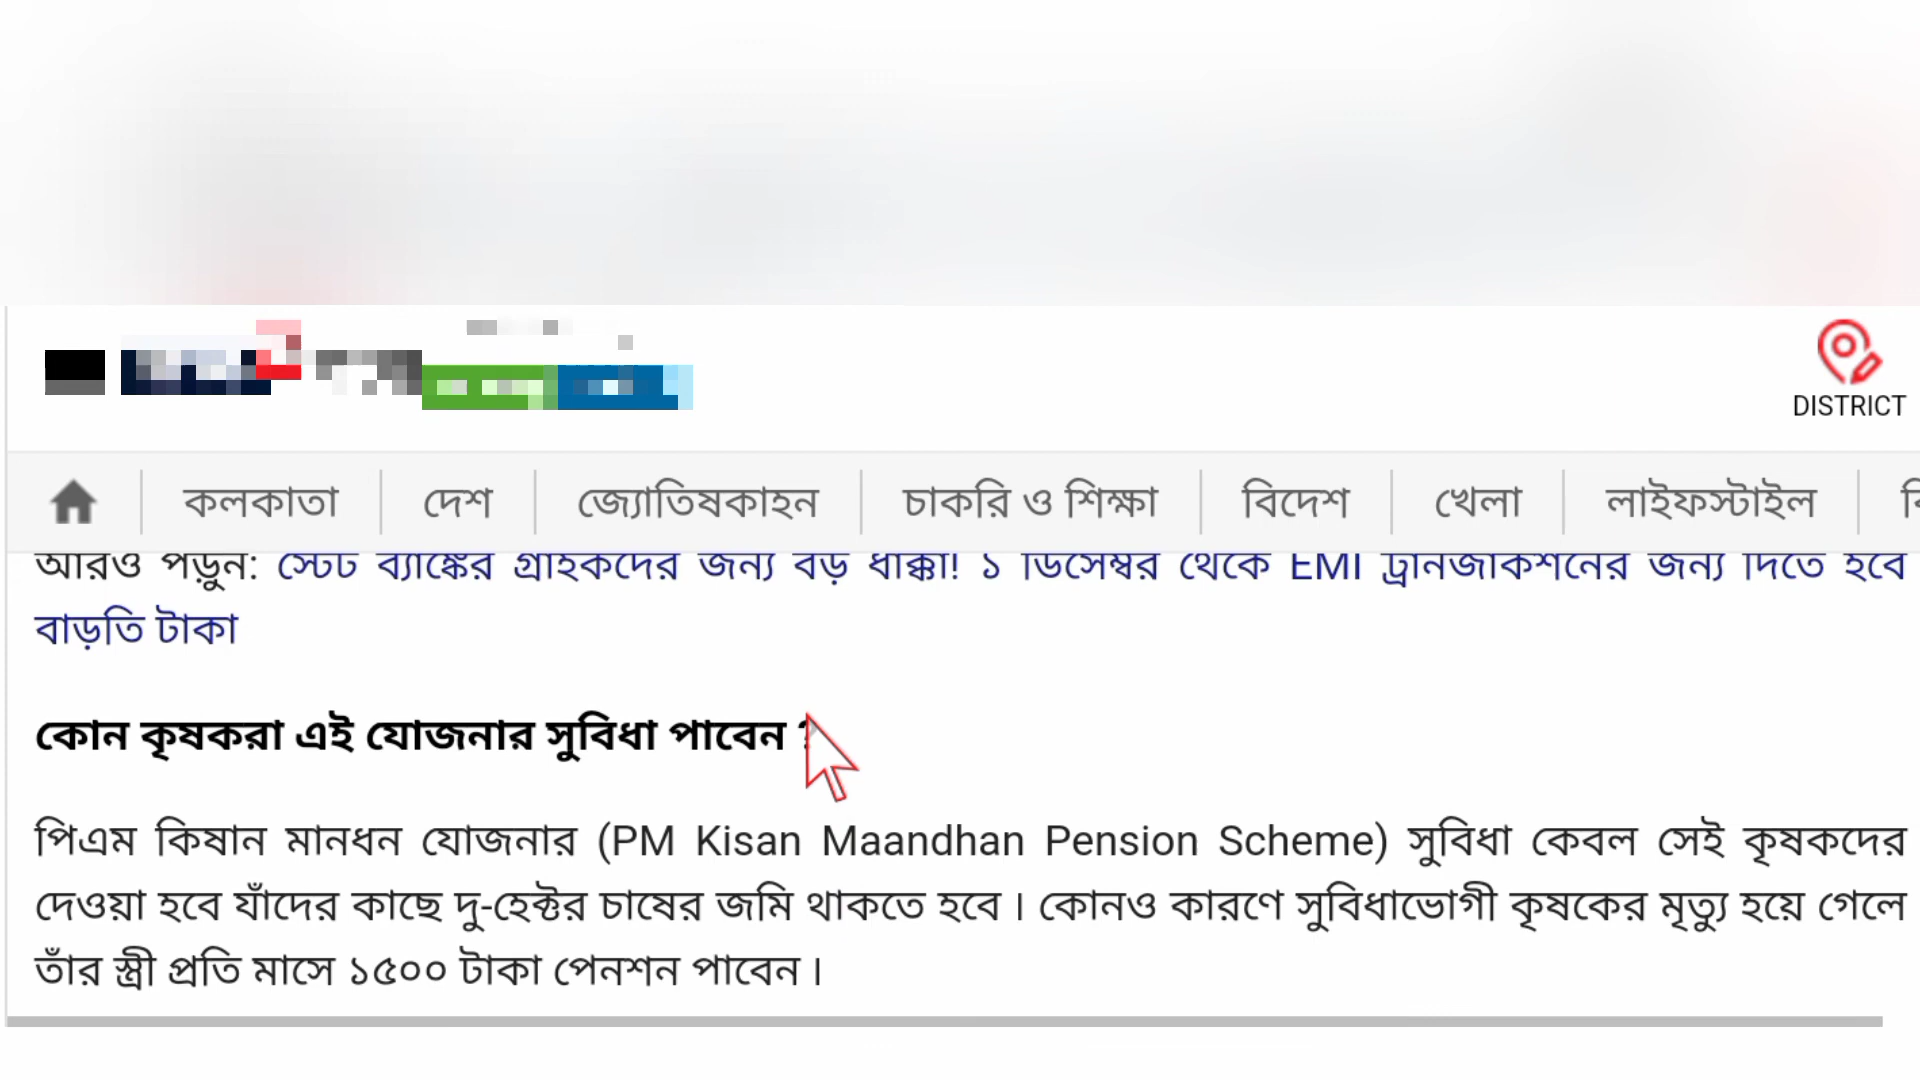 DISTRICT
কলকাতা দেশ জ্যোতিষকাহন চাকরি ও শিক্ষা বিদেশ খেলা লাইফস্টাইল
আরও পড়ুন: স্টেট ব্যাঙ্কের গ্রাহকদের জন্য বড় ধাক্কা! ১ ডিসেম্বর থেকে EMI ট্রানজাকশনের জন্য দিতে হবে
বাড়তি টাকা
কোন কৃষকরা এই যোজনার সুবিধা পাবেন ?
পিএম কিষান মানধন যোজনার (PM Kisan Maandhan Pension Scheme) সুবিধা কেবল সেই কৃষকদের
দেওয়া হবে যাঁদের কাছে দু-হেক্টর চাষের জমি থাকতে হবে । কোনও কারণে সুবিধাভোগী কৃষকের মৃত্যু হয়ে গেলে
তাঁর স্ত্রী প্রতি মাসে ১৫০০ টাকা পেনশন পাবেন ।